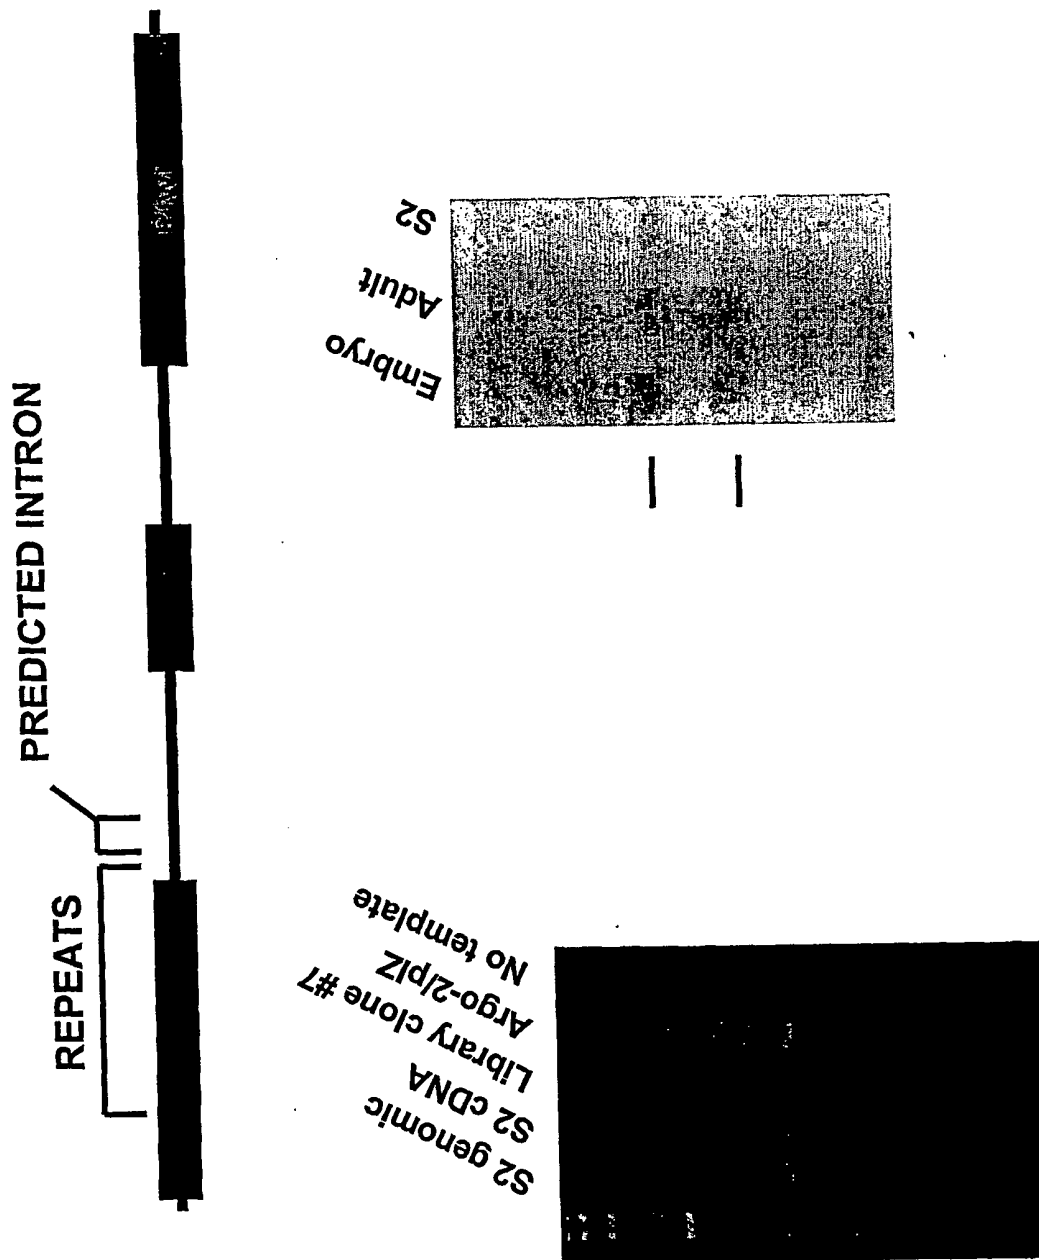 PREDICTED INTRON
REPEATS
S2
Adult
Embryo
No template
Argo-2/pIZ
Library clone #7
S2 cDNA
S2 genomic